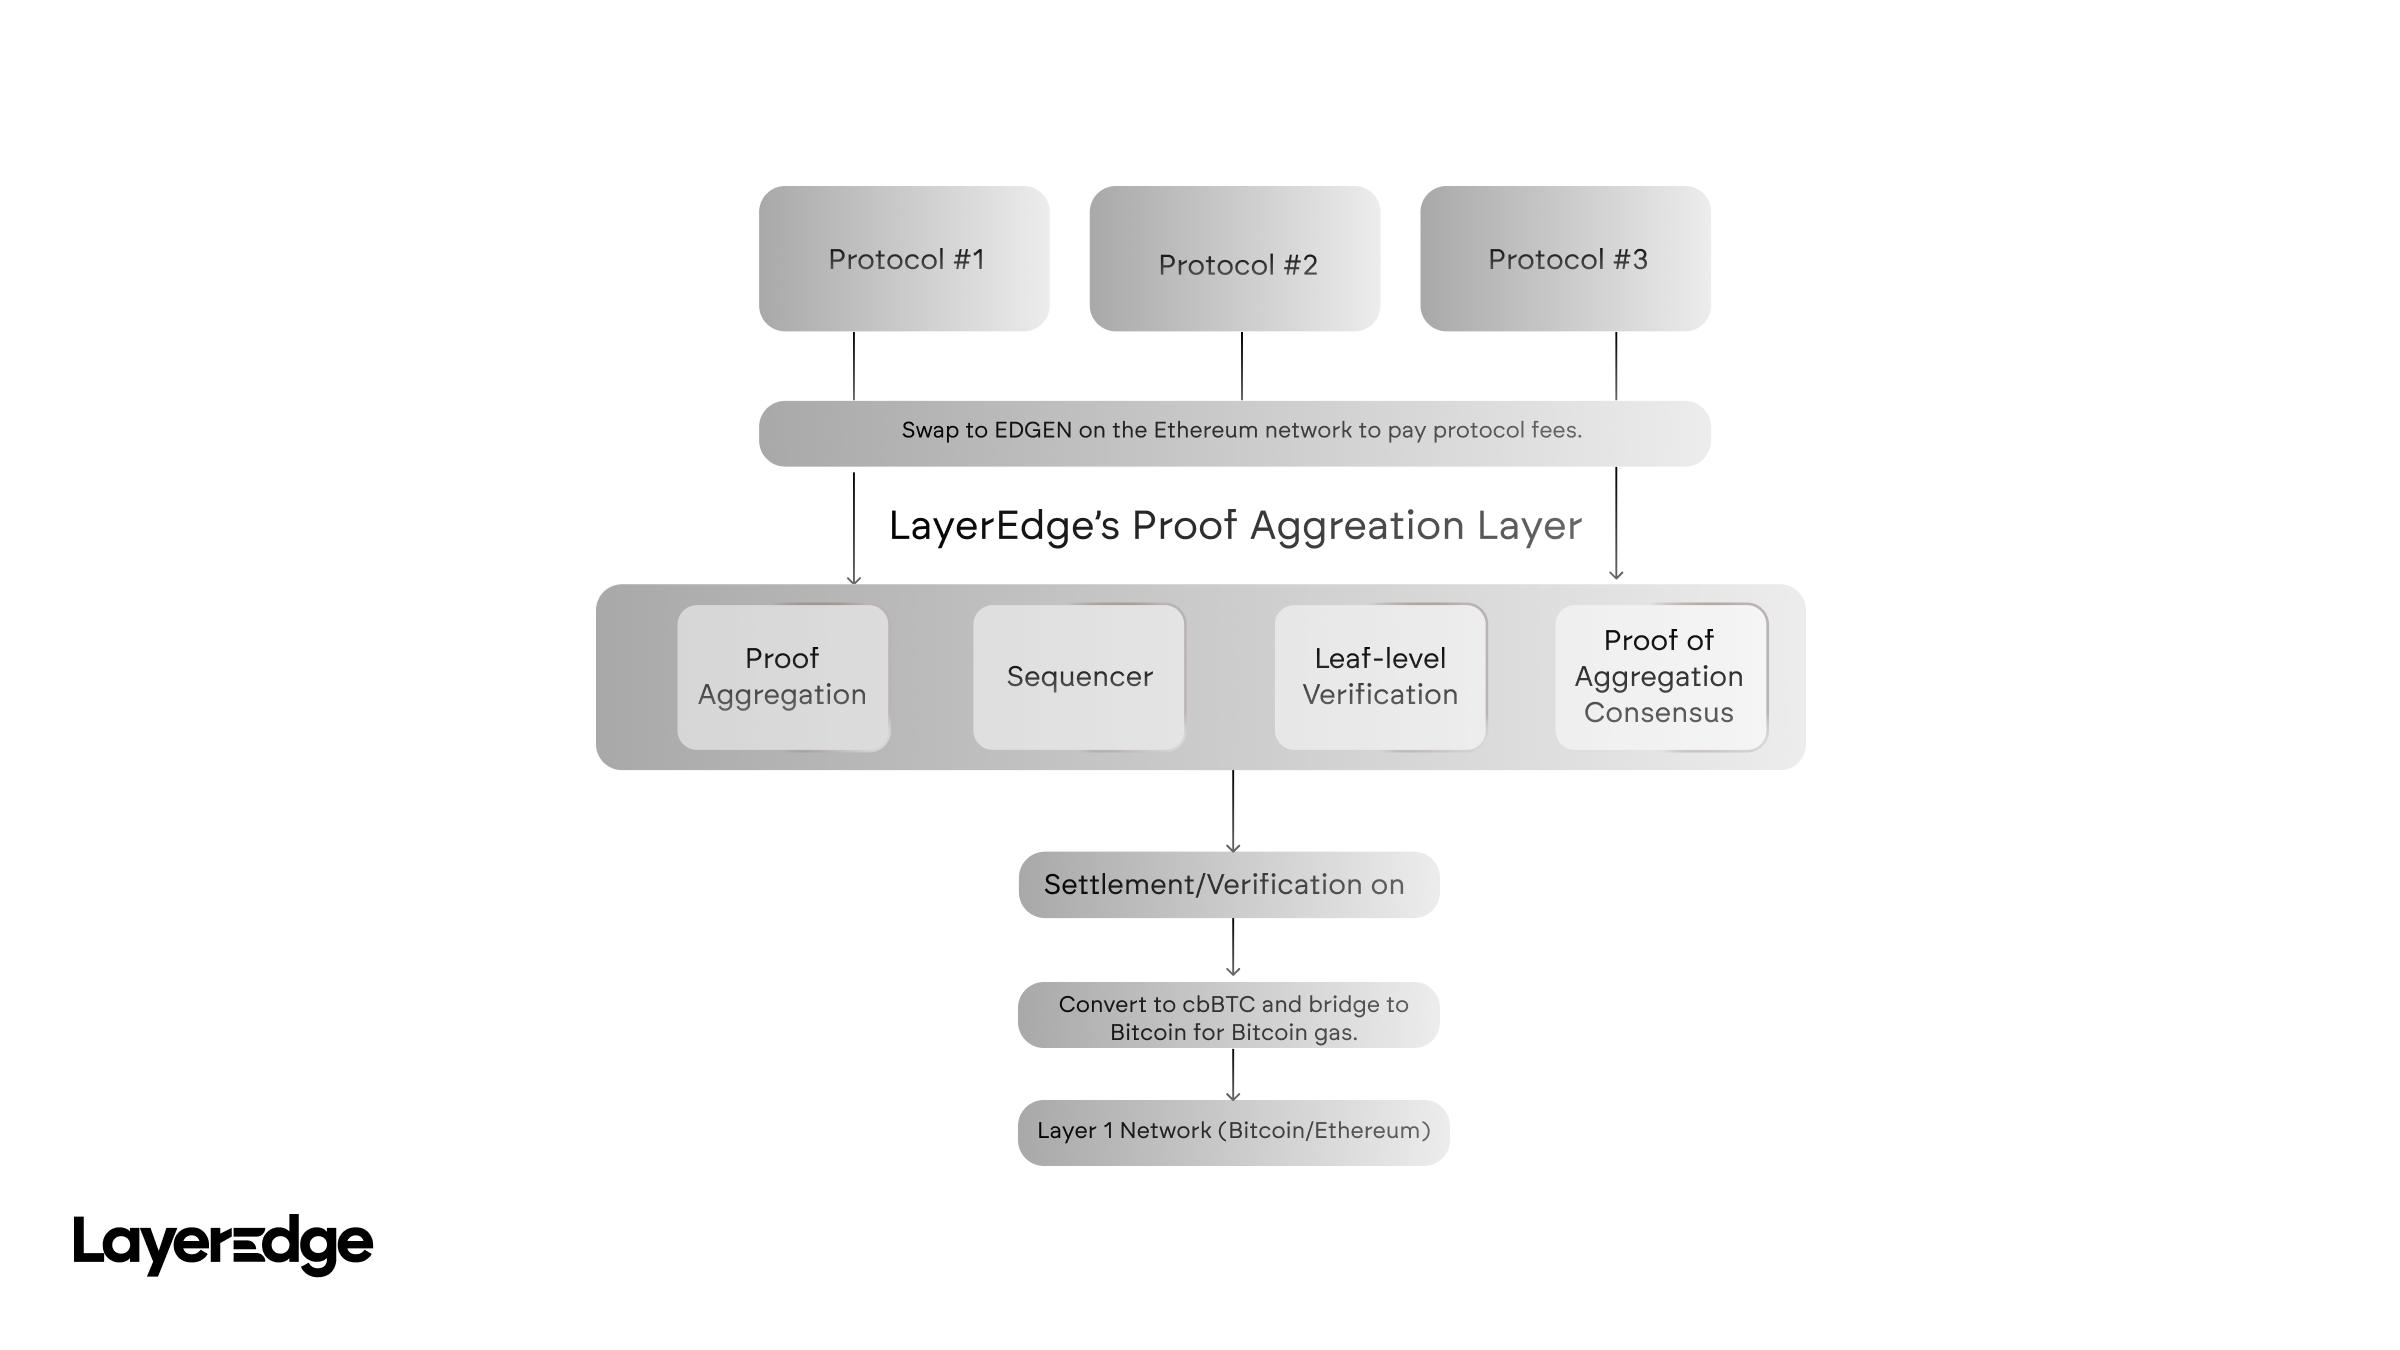 Protocol #1
Protocol #2
Protocol #3
Swap to EDGEN on the Ethereum network to pay protocol fees.
LayerEdge’s Proof Aggreation Layer
Proof
Aggregation
Sequencer
Leaf-level
Verification
Proof of
Aggregation
Consensus
Settlement/Verification on
Convert to cbBTC and bridge to
Bitcoin for Bitcoin gas.
Layer 1 Network (Bitcoin/Ethereum)
LayerEdge